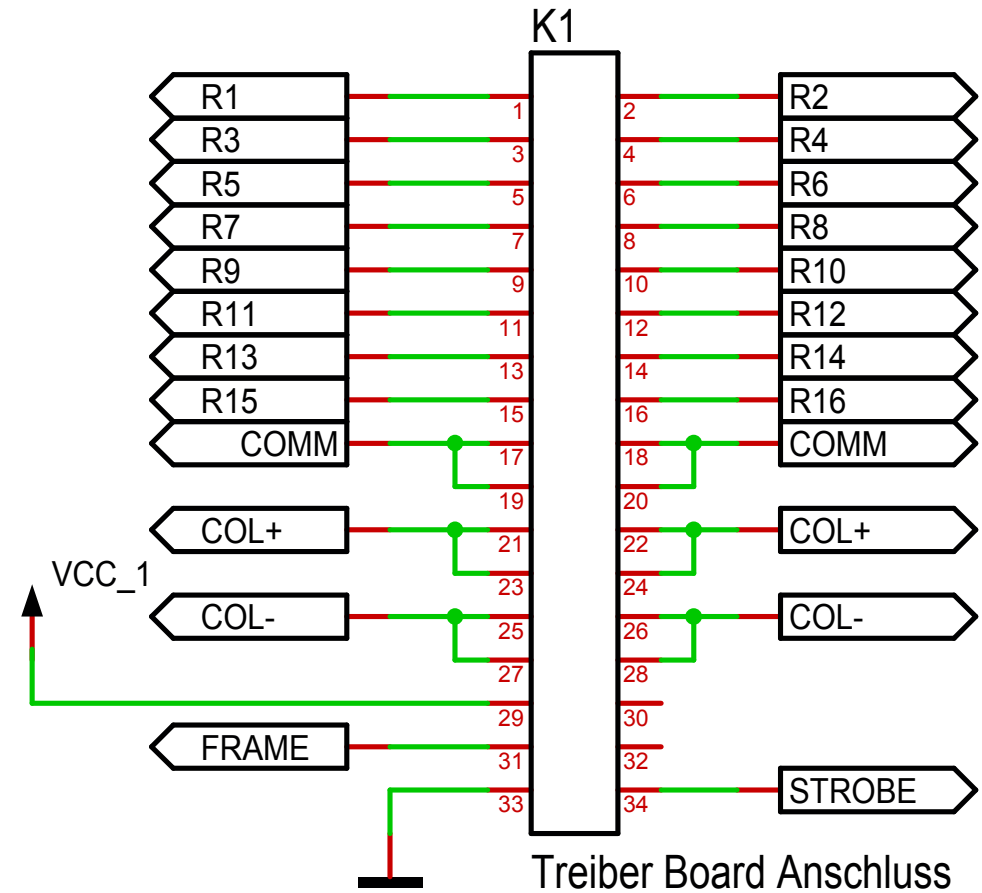 K1
R1 1 2 R2
R3 3 4 R4
R5 5 6 R6
R7 7 8 R8
R9 9 10 R10
R11 11 12 R12
R13 13 14 R14
R15 15 16 R16
COMM 17 18 COMM
19 20
COL+ 21 22 COL+
VCC_1 23 24
COL- 25 26 COL-
27 28
29 30
FRAME 31 32
33 34 STROBE
Treiber Board Anschluss